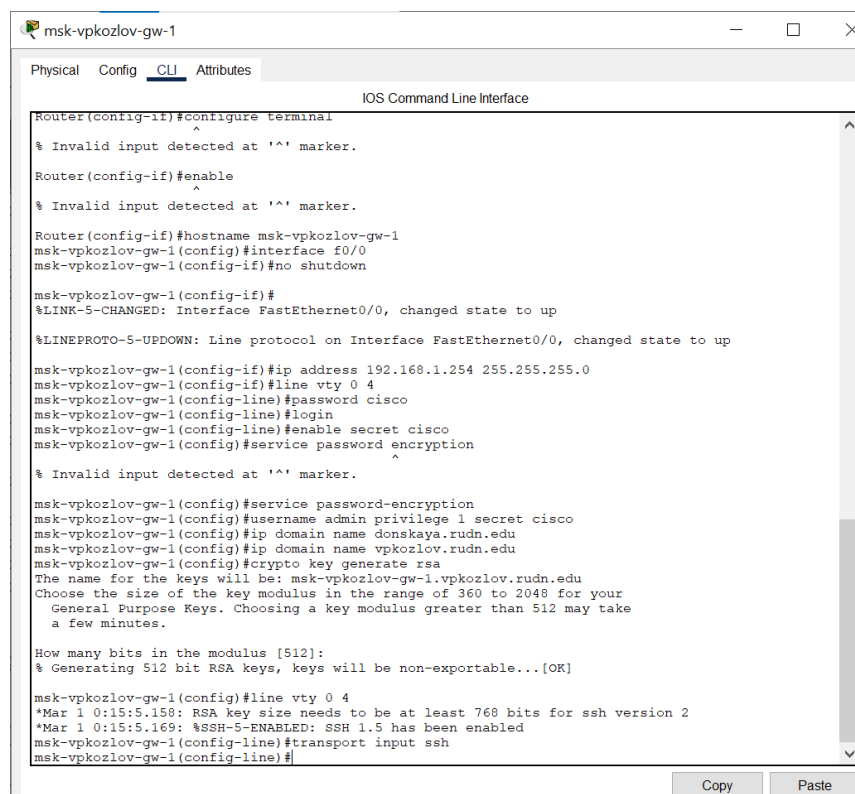 msk-vpkozlov-gw-1
Physical Config CLI Attributes
IOS Command Line Interface
Router(config-if)#configure terminal
^
% Invalid input detected at '^' marker.
Router(config-if)#enable
^
% Invalid input detected at '^' marker.
Router(config-if)#hostname msk-vpkozlov-gw-1
msk-vpkozlov-gw-1(config)#interface f0/0
msk-vpkozlov-gw-1(config-if)#no shutdown
msk-vpkozlov-gw-1(config-if)#
%LINK-5-CHANGED: Interface FastEthernet0/0, changed state to up
%LINEPROTO-5-UPDOWN: Line protocol on Interface FastEthernet0/0, changed state to up
msk-vpkozlov-gw-1(config-if)#ip address 192.168.1.254 255.255.255.0
msk-vpkozlov-gw-1(config-if)#line vty 0 4
msk-vpkozlov-gw-1(config-line)#password cisco
msk-vpkozlov-gw-1(config-line)#login
msk-vpkozlov-gw-1(config-line)#enable secret cisco
msk-vpkozlov-gw-1(config)#service password encryption
^
% Invalid input detected at '^' marker.
msk-vpkozlov-gw-1(config)#service password-encryption
msk-vpkozlov-gw-1(config)#username admin privilege 1 secret cisco
msk-vpkozlov-gw-1(config)#ip domain name donskaya.rudn.edu
msk-vpkozlov-gw-1(config)#ip domain name vpkozlov.rudn.edu
msk-vpkozlov-gw-1(config)#crypto key generate rsa
The name for the keys will be: msk-vpkozlov-gw-1.vpkozlov.rudn.edu
Choose the size of the key modulus in the range of 360 to 2048 for your
General Purpose Keys. Choosing a key modulus greater than 512 may take
a few minutes.
How many bits in the modulus [512]:
% Generating 512 bit RSA keys, keys will be non-exportable...[OK]
msk-vpkozlov-gw-1(config)#line vty 0 4
*Mar 1 0:15:5.158: RSA key size needs to be at least 768 bits for ssh version 2
*Mar 1 0:15:5.169: %SSH-5-ENABLED: SSH 1.5 has been enabled
msk-vpkozlov-gw-1(config-line)#transport input ssh
msk-vpkozlov-gw-1(config-line)#
Copy Paste